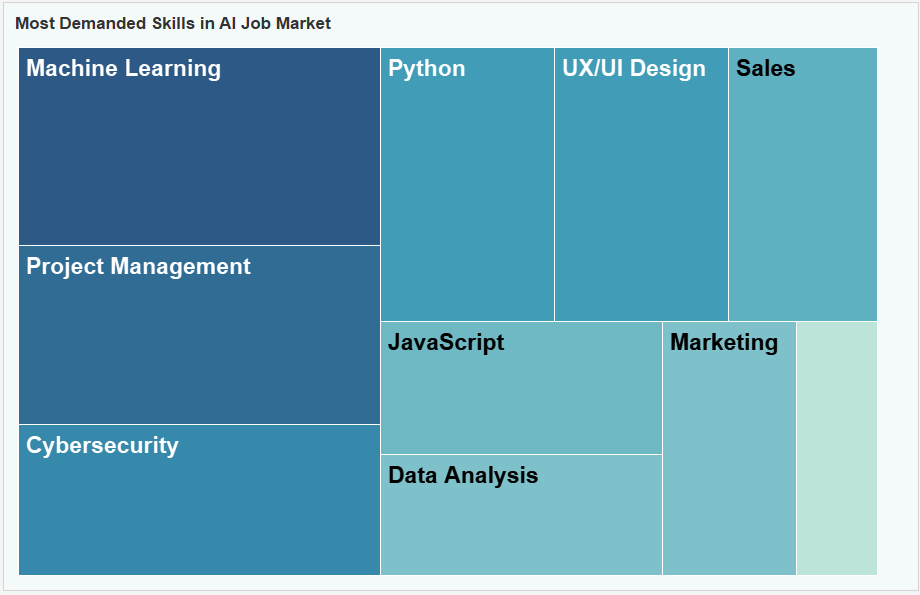 Most Demanded Skills in AI Job Market
Machine Learning
Project Management
Cybersecurity
Python
UX/UI Design
Sales
JavaScript
Data Analysis
Marketing